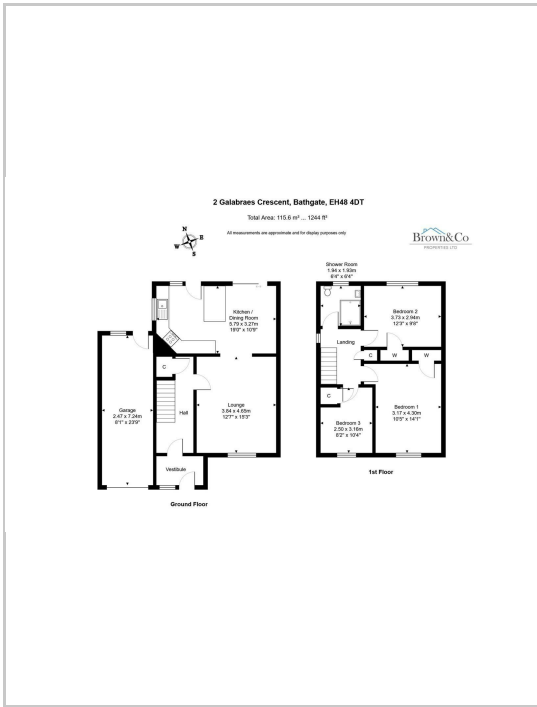 2 Galabraes Crescent, Bathgate, EH48 4DT
Total Area: 115.6 m² ... 1244 ft²
All measurements are approximate and for display purposes only
N
E
S
W
Brown&Co
PROPERTIES LTD
Kitchen /
Dining Room
5.79 x 3.27m
19'0" x 10'9"
C
Garage
2.47 x 7.24m
8'1" x 23'9"
Hall
Lounge
3.84 x 4.65m
12'7" x 15'3"
Vestibule
Ground Floor
Shower Room
1.94 x 1.93m
6'4" x 6'4"
Bedroom 2
3.73 x 2.94m
12'3" x 9'8"
Landing
C
W
W
C
Bedroom 3
2.50 x 3.16m
8'2" x 10'4"
Bedroom 1
3.17 x 4.30m
10'5" x 14'1"
1st Floor